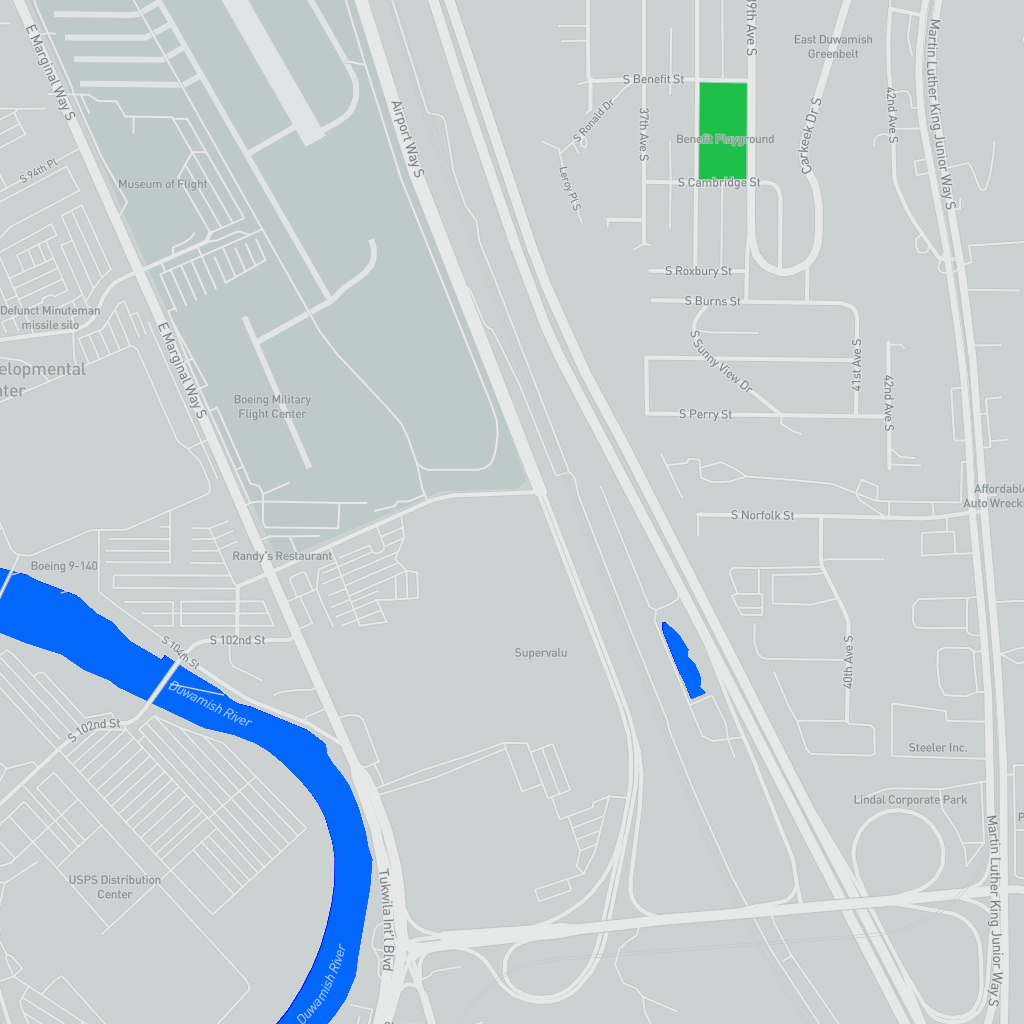 E Marginal Way S
39th Ave S
Martin Luther King Junior Way S
East Duwamish
Greenbelt
S Benefit St
Airport Way S
S Ronald Dr
37th Ave S
42nd Ave S
Carkeek Dr S
Benefit Playground
S 94th Pl
Museum of Flight
Leroy Pl S
S Cambridge St
S Roxbury St
S Burns St
Defunct Minuteman
missile silo
E Marginal Way S
S Sunny View Dr
41st Ave S
elopmental
nter
42nd Ave S
Boeing Military
Flight Center
S Perry St
Affordable
Auto Wreck
S Norfolk St
Randy's Restaurant
Boeing 9-140
S 102nd St
S 104th St
Supervalu
40th Ave S
Duwamish River
S 102nd St
Steeler Inc.
Lindal Corporate Park
P
Martin Luther King Junior Way S
USPS Distribution
Center
Tukwila Int'l Blvd
Duwamish River